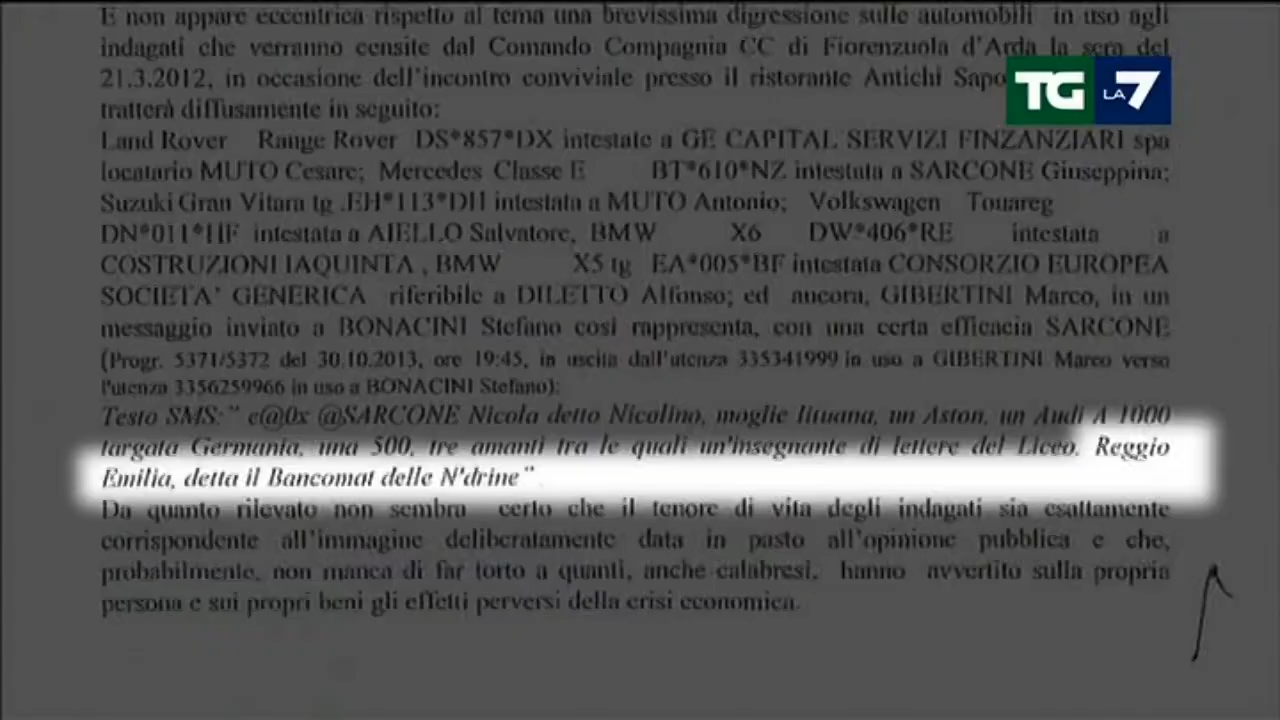 E non appare eccentrica rispetto al tema una brevissima digressione sulle automobili in uso agli
indagati che verranno censite dal Comando Compagnia CC di Fiorenzuola d'Arda la sera del
21.3.2012, in occasione dell'incontro conviviale presso il ristorante Antichi Sapo
TG LA 7
tratterà diffusamente in seguito:
Land Rover Range Rover DS*857*DX intestate a GE CAPITAL SERVIZI FINZANZIARI spa
locatario MUTO Cesare; Mercedes Classe E BT*610*NZ intestata a SARCONE Giuseppina;
Suzuki Gran Vitara tg .EH*113*DH intestata a MUTO Antonio; Volkswagen Touareg
DN*011*HF intestata a AIELLO Salvatore, BMW X6 DW*406*RE intestata a
COSTRUZIONI IAQUINTA , BMW X5 tg EA*005*BF intestata CONSORZIO EUROPEA
SOCIETA' GENERICA riferibile a DILETTO Alfonso; ed ancora, GIBERTINI Marco, in un
messaggio inviato a BONACINI Stefano così rappresenta, con una certa efficacia SARCONE
(Progr. 5371/5372 del 30.10.2013, ore 19:45, in uscita dall'utenza 335341999 in uso a GIBERTINI Marco verso
l'utenza 3356259966 in uso a BONACINI Stefano):
Testo SMS:" e@0x @SARCONE Nicola detto Nicolino, moglie lituana, un Aston, un Audi A 1000
targata Germania, una 500, tre amanti tra le quali un'insegnante di lettere del Liceo. Reggio
Emilia, detta il Bancomat delle N'drine"
Da quanto rilevato non sembra certo che il tenore di vita degli indagati sia esattamente
corrispondente all'immagine deliberatamente data in pasto all'opinione pubblica e che,
probabilmente, non manca di far torto a quanti, anche calabresi, hanno avvertito sulla propria
persona e sui propri beni gli effetti perversi della crisi economica.